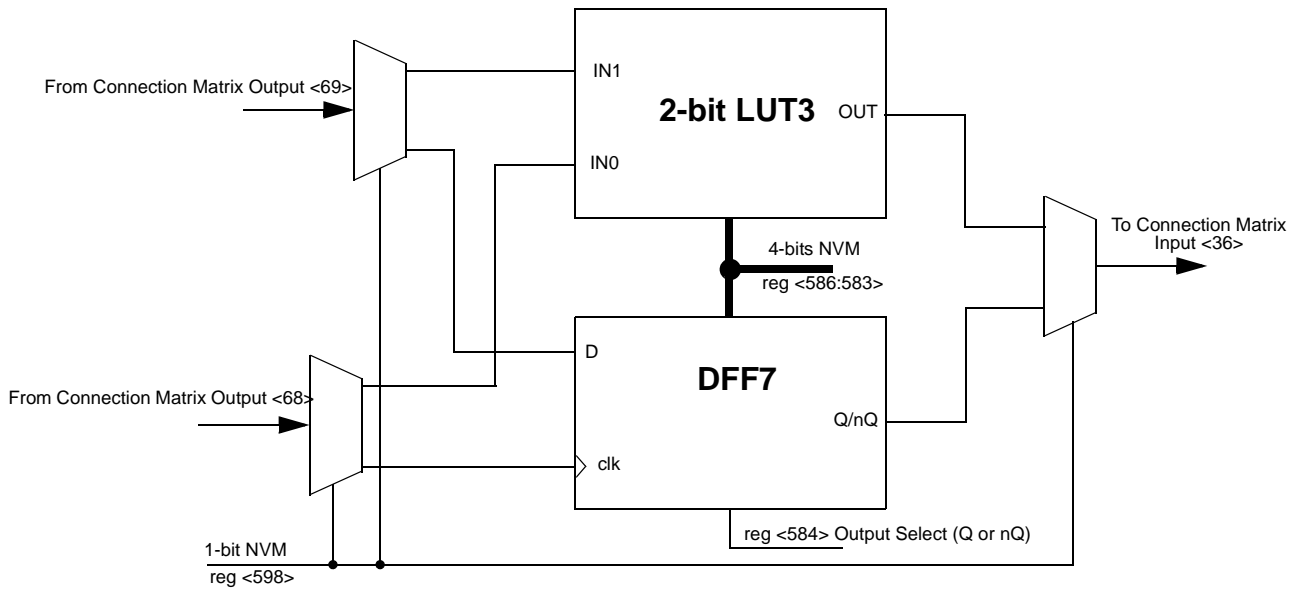 From Connection Matrix Output <69>
IN1
2-bit LUT3
OUT
IN0
To Connection Matrix
Input <36>
4-bits NVM
reg <586:583>
D
DFF7
From Connection Matrix Output <68>
Q/nQ
clk
reg <584> Output Select (Q or nQ)
1-bit NVM
reg <598>